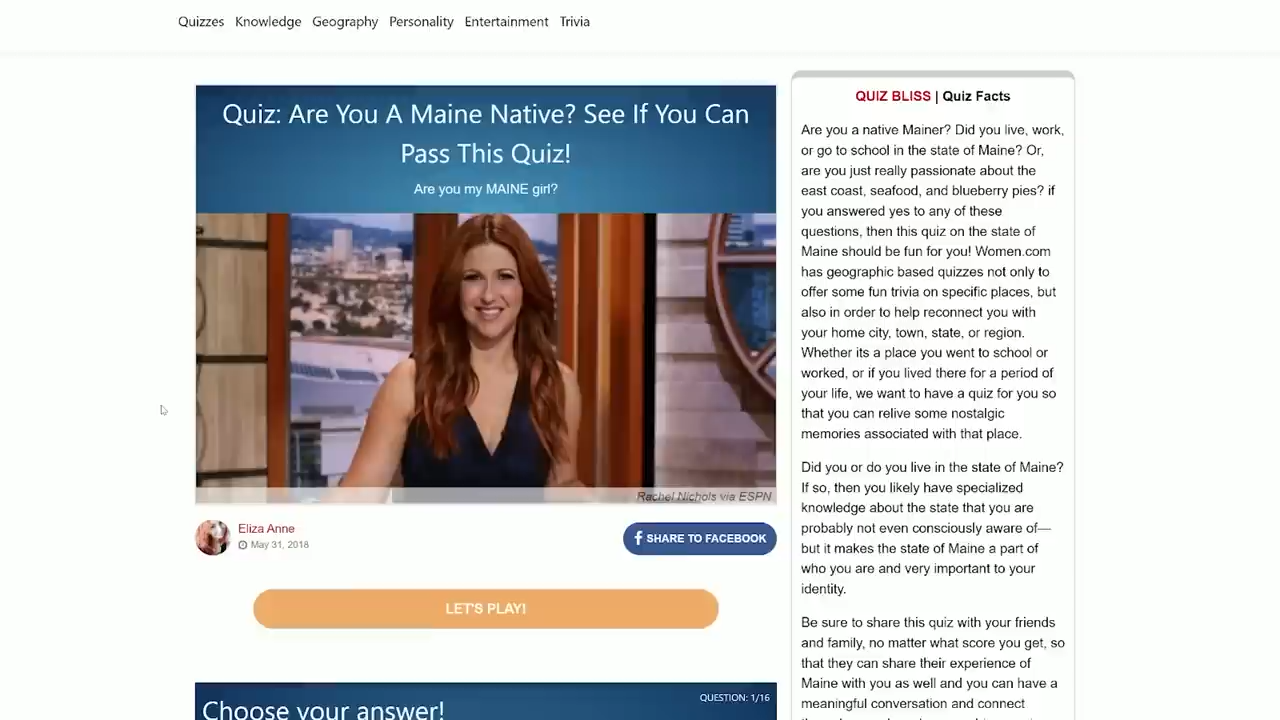 Quizzes Knowledge Geography Personality Entertainment Trivia
Quiz: Are You A Maine Native? See If You Can
Pass This Quiz!
Are you my MAINE girl?
Rachel Nichols via ESPN
Eliza Anne
May 31, 2018
SHARE TO FACEBOOK
LET'S PLAY!
QUESTION: 1/16
Choose your answer!
QUIZ BLISS | Quiz Facts
Are you a native Mainer? Did you live, work,
or go to school in the state of Maine? Or,
are you just really passionate about the
east coast, seafood, and blueberry pies? if
you answered yes to any of these
questions, then this quiz on the state of
Maine should be fun for you! Women.com
has geographic based quizzes not only to
offer some fun trivia on specific places, but
also in order to help reconnect you with
your home city, town, state, or region.
Whether its a place you went to school or
worked, or if you lived there for a period of
your life, we want to have a quiz for you so
that you can relive some nostalgic
memories associated with that place.
Did you or do you live in the state of Maine?
If so, then you likely have specialized
knowledge about the state that you are
probably not even consciously aware of—
but it makes the state of Maine a part of
who you are and very important to your
identity.
Be sure to share this quiz with your friends
and family, no matter what score you get, so
that they can share their experience of
Maine with you as well and you can have a
meaningful conversation and connect